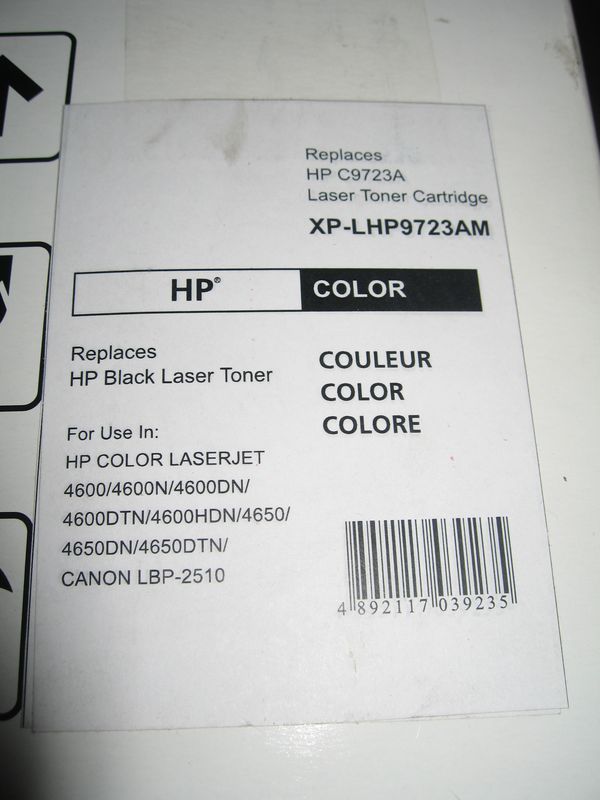 Replaces
HP C9723A
Laser Toner Cartridge
XP-LHP9723AM
HP® COLOR
Replaces
HP Black Laser Toner
COULEUR
COLOR
COLORE
For Use In:
HP COLOR LASERJET
4600/4600N/4600DN/
4600DTN/4600HDN/4650/
4650DN/4650DTN/
CANON LBP-2510
4 892117 039235